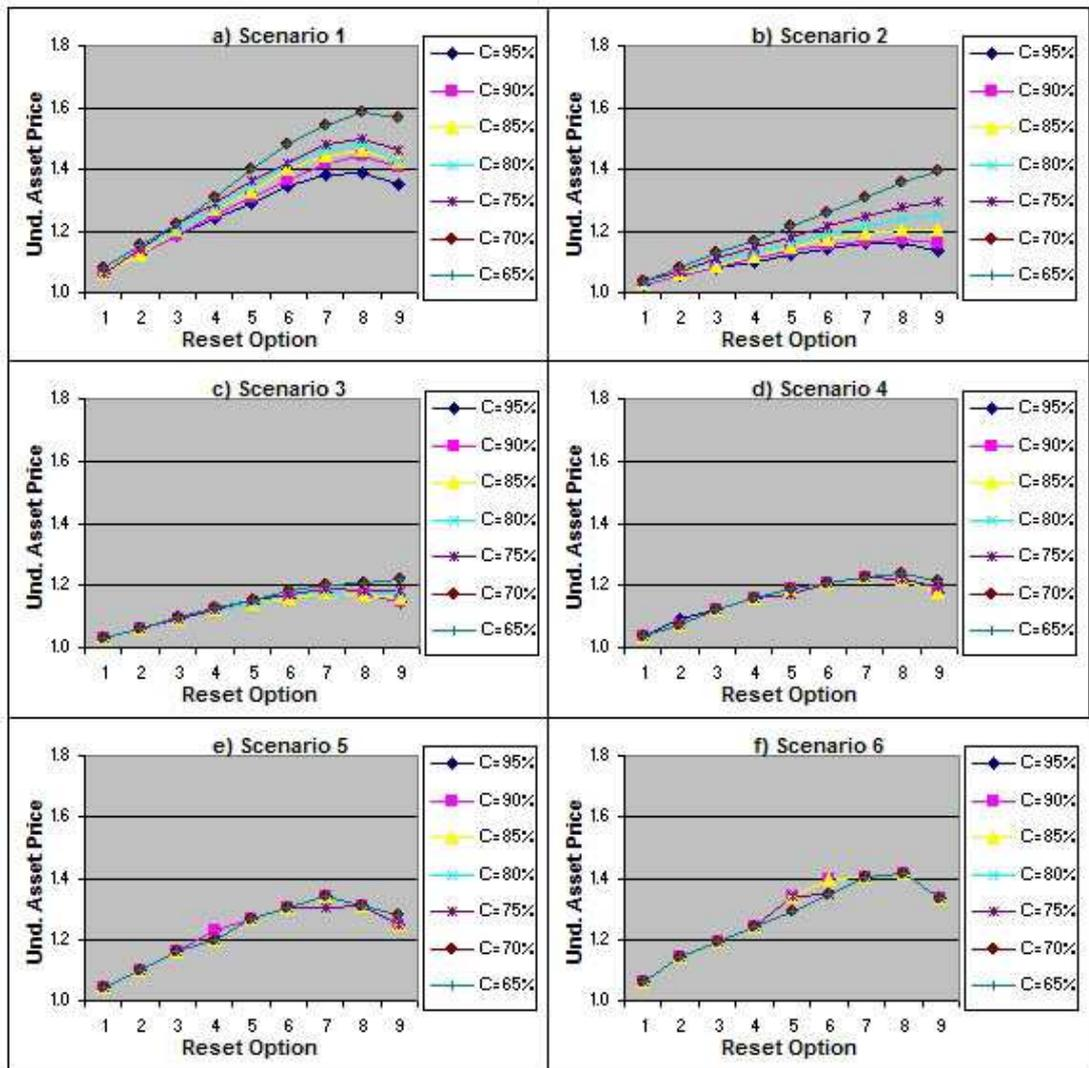 a) Scenario 1
Und. Asset Price
1.8
1.6
1.4
1.2
1.0
1 2 3 4 5 6 7 8 9
Reset Option
C=95%
C=90%
C=85%
C=80%
C=75%
C=70%
C=65%
b) Scenario 2
Und. Asset Price
1.8
1.6
1.4
1.2
1.0
1 2 3 4 5 6 7 8 9
Reset Option
C=95%
C=90%
C=85%
C=80%
C=75%
C=70%
C=65%
c) Scenario 3
Und. Asset Price
1.8
1.6
1.4
1.2
1.0
1 2 3 4 5 6 7 8 9
Reset Option
C=95%
C=90%
C=85%
C=80%
C=75%
C=70%
C=65%
d) Scenario 4
Und. Asset Price
1.8
1.6
1.4
1.2
1.0
1 2 3 4 5 6 7 8 9
Reset Option
C=95%
C=90%
C=85%
C=80%
C=75%
C=70%
C=65%
e) Scenario 5
Und. Asset Price
1.8
1.6
1.4
1.2
1.0
1 2 3 4 5 6 7 8 9
Reset Option
C=95%
C=90%
C=85%
C=80%
C=75%
C=70%
C=65%
f) Scenario 6
Und. Asset Price
1.8
1.6
1.4
1.2
1.0
1 2 3 4 5 6 7 8 9
Reset Option
C=95%
C=90%
C=85%
C=80%
C=75%
C=70%
C=65%